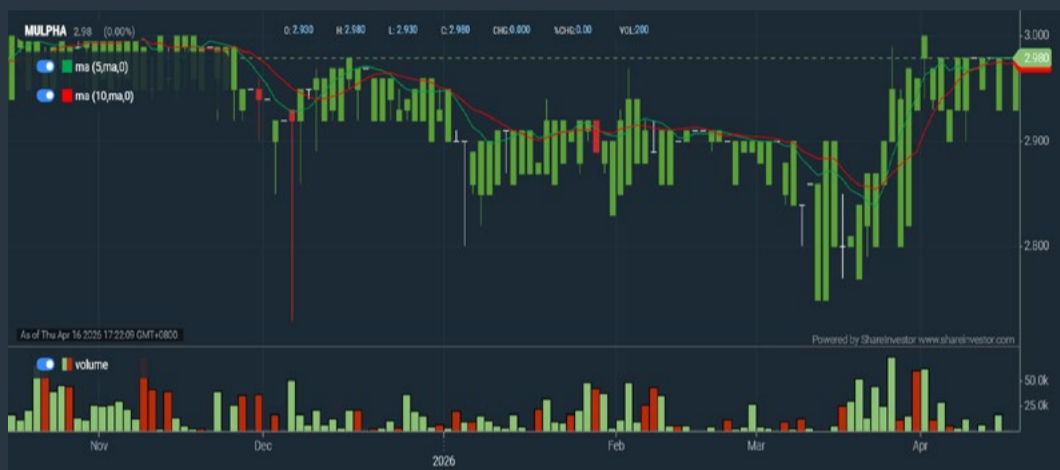 MULPHA 2.98 (0.00%) O: 2.930 H: 2.980 L: 2.930 C: 2.980 CHG:0.000 %CHG:0.00 VOL:200
ma (5,ma,0)
ma (10,ma,0)
3.000
2.980
2.900
2.800
As of Thu Apr 16 2026 17:22:09 GMT+0800
Powered by ShareInvestor www.shareinvestor.com
volume
50.0k
25.0k
Nov Dec Feb Mar Apr
2026